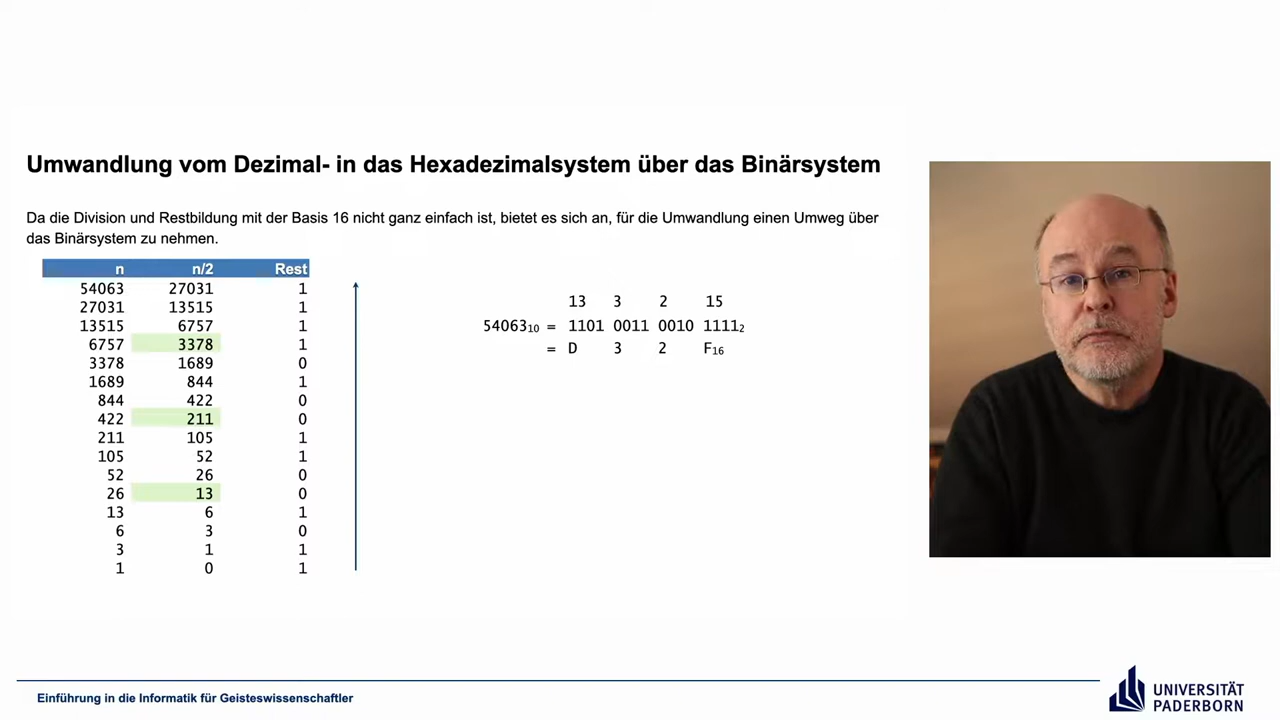 Umwandlung vom Dezimal- in das Hexadezimalsystem über das Binärsystem
Da die Division und Restbildung mit der Basis 16 nicht ganz einfach ist, bietet es sich an, für die Umwandlung einen Umweg über
das Binärsystem zu nehmen.
n n/2 Rest
54063 27031 1
27031 13515 1
13515 6757 1
6757 3378 1
3378 1689 0
1689 844 1
844 422 0
422 211 0
211 105 1
105 52 1
52 26 0
26 13 0
13 6 1
6 3 0
3 1 1
1 0 1
13 3 2 15
54063₁₀ = 1101 0011 0010 1111₂
= D 3 2 F₁₆
Einführung in die Informatik für Geisteswissenschaftler
UNIVERSITÄT
PADERBORN